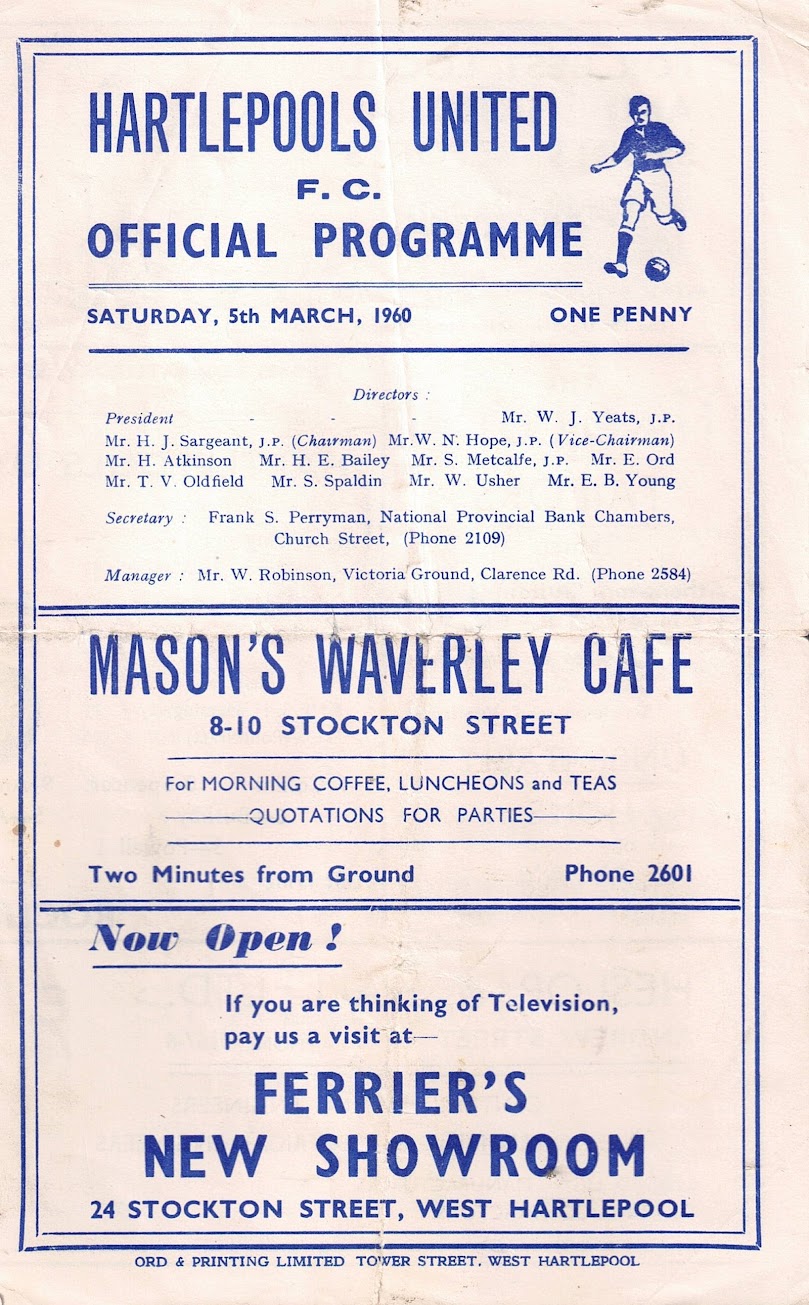 HARTLEPOOLS UNITED
F. C.
OFFICIAL PROGRAMME
SATURDAY, 5th MARCH, 1960 ONE PENNY
Directors :
President - - - Mr. W. J. Yeats, J.P.
Mr. H. J. Sargeant, J.P. (Chairman) Mr.W. N. Hope, J.P. (Vice-Chairman)
Mr. H. Atkinson Mr. H. E. Bailey Mr. S. Metcalfe, J.P. Mr. E. Ord
Mr. T. V. Oldfield Mr. S. Spaldin Mr. W. Usher Mr. E. B. Young
Secretary : Frank S. Perryman, National Provincial Bank Chambers,
Church Street, (Phone 2109)
Manager : Mr. W. Robinson, Victoria Ground, Clarence Rd. (Phone 2584)
MASON'S WAVERLEY CAFE
8-10 STOCKTON STREET
For MORNING COFFEE, LUNCHEONS and TEAS
QUOTATIONS FOR PARTIES
Two Minutes from Ground Phone 2601
Now Open !
If you are thinking of Television,
pay us a visit at—
FERRIER'S
NEW SHOWROOM
24 STOCKTON STREET, WEST HARTLEPOOL
ORD & PRINTING LIMITED TOWER STREET. WEST HARTLEPOOL